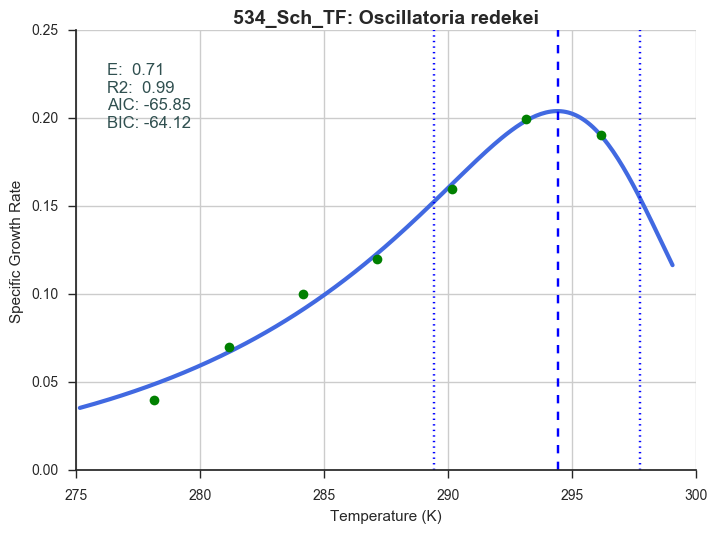 534_Sch_TF: Oscillatoria redekei
E: 0.71
R2: 0.99
AIC: -65.85
BIC: -64.12
0.25
0.20
0.15
0.10
0.05
0.00
Specific Growth Rate
275 280 285 290 295 300
Temperature (K)